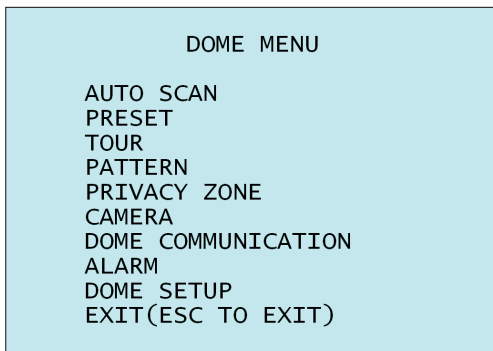 DOME MENU
AUTO SCAN
PRESET
TOUR
PATTERN
PRIVACY ZONE
CAMERA
DOME COMMUNICATION
ALARM
DOME SETUP
EXIT(ESC TO EXIT)